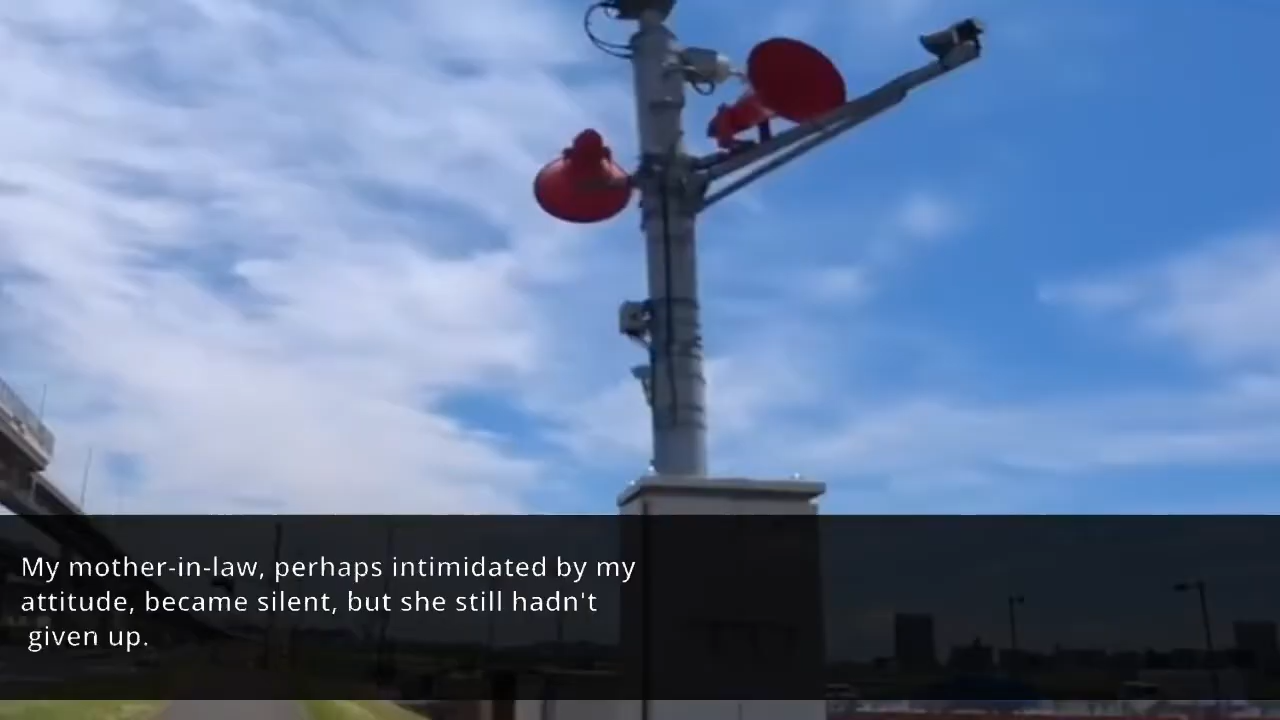 My mother-in-law, perhaps intimidated by my
attitude, became silent, but she still hadn't
given up.